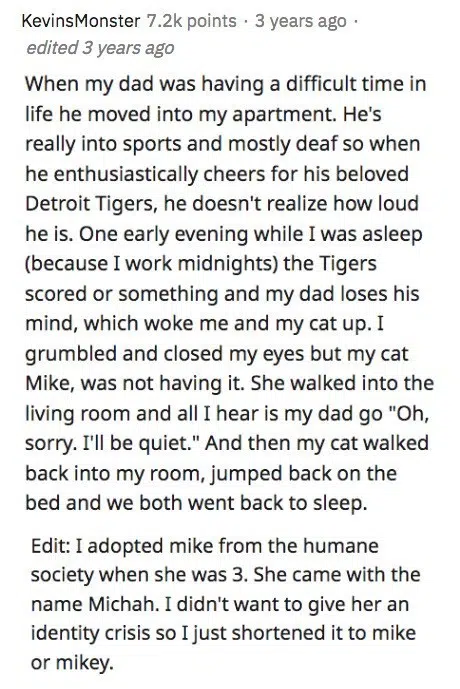 KevinsMonster 7.2k points · 3 years ago ·
edited 3 years ago
When my dad was having a difficult time in
life he moved into my apartment. He's
really into sports and mostly deaf so when
he enthusiastically cheers for his beloved
Detroit Tigers, he doesn't realize how loud
he is. One early evening while I was asleep
(because I work midnights) the Tigers
scored or something and my dad loses his
mind, which woke me and my cat up. I
grumbled and closed my eyes but my cat
Mike, was not having it. She walked into the
living room and all I hear is my dad go "Oh,
sorry. I'll be quiet." And then my cat walked
back into my room, jumped back on the
bed and we both went back to sleep.
Edit: I adopted mike from the humane
society when she was 3. She came with the
name Michah. I didn't want to give her an
identity crisis so I just shortened it to mike
or mikey.